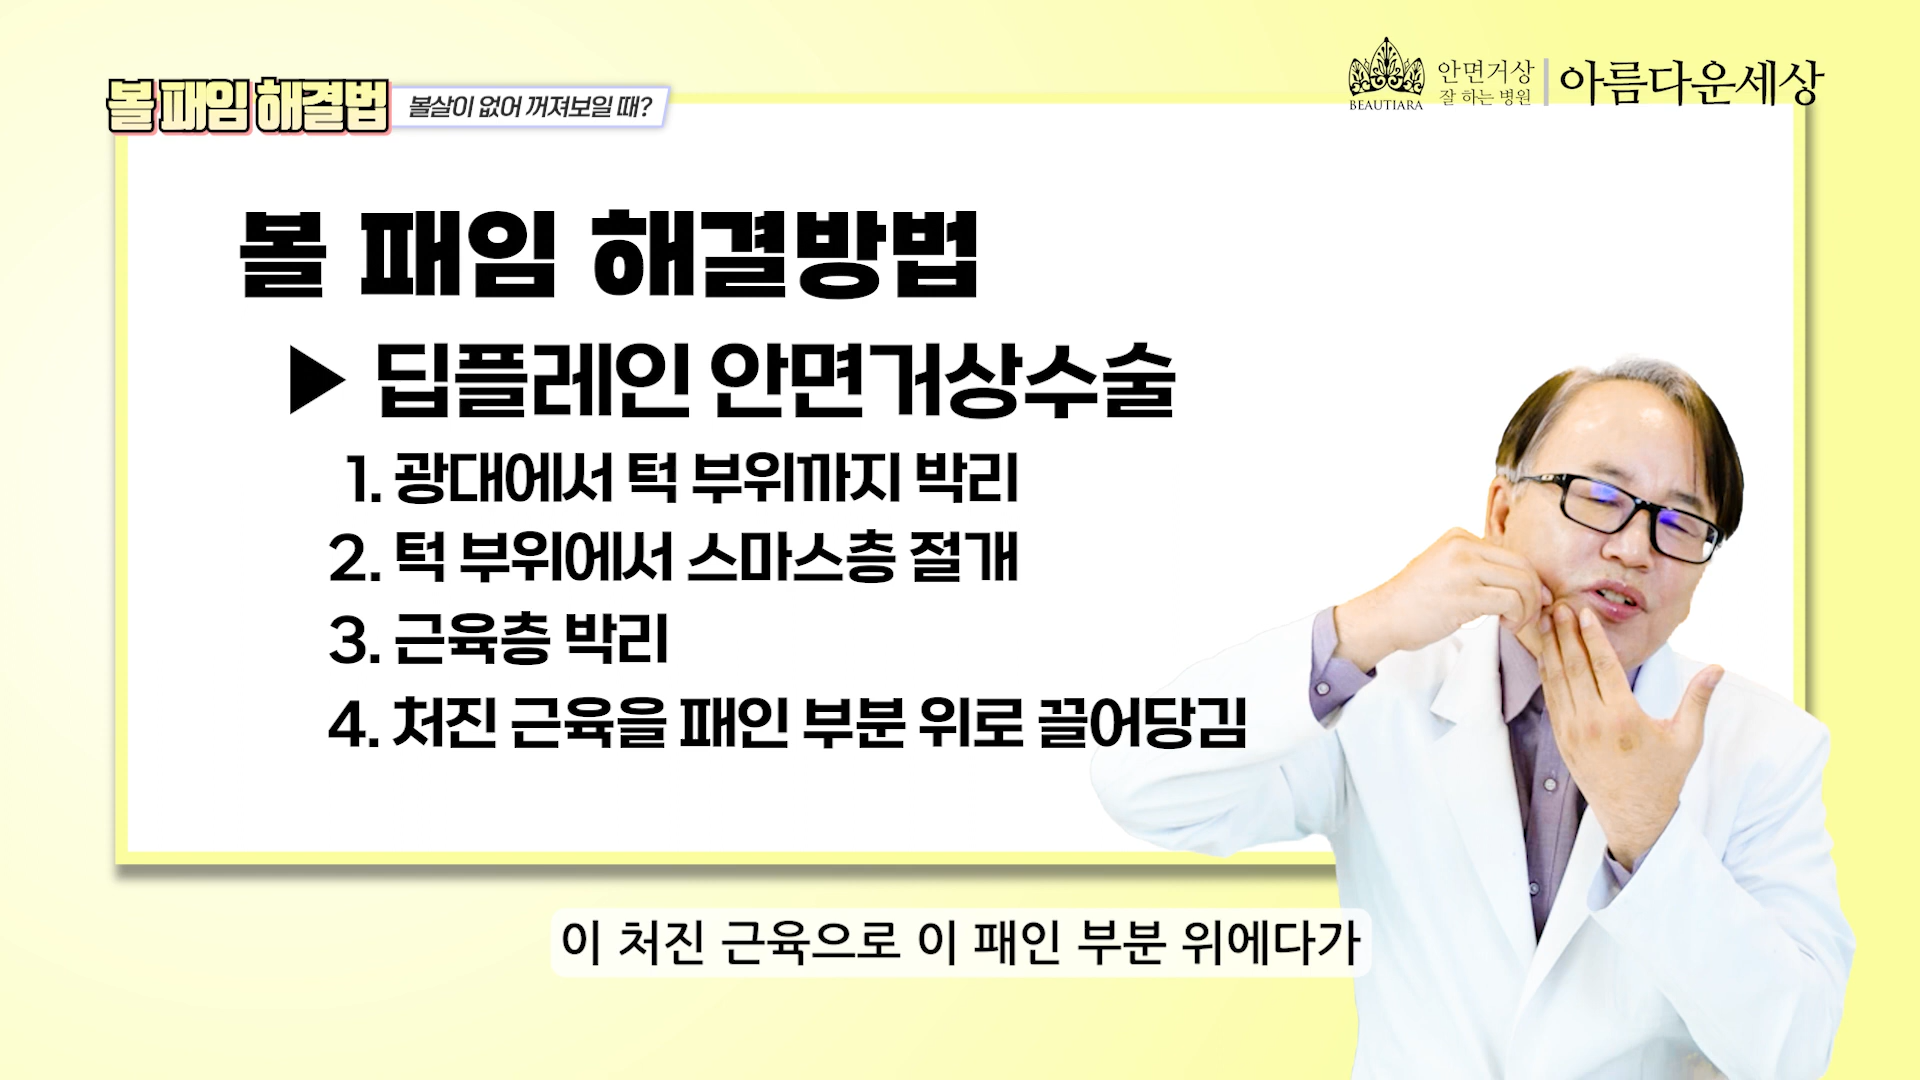 볼 패임 해결법
볼살이 없어 꺼져보일 때?
BEAUTIARA
안면거상
잘 하는 병원
아름다운세상
볼 패임 해결방법
▶ 딥플레인 안면거상수술
1. 광대에서 턱 부위까지 박리
2. 턱 부위에서 스마스층 절개
3. 근육층 박리
4. 처진 근육을 패인 부분 위로 끌어당김
이 처진 근육으로 이 패인 부분 위에다가